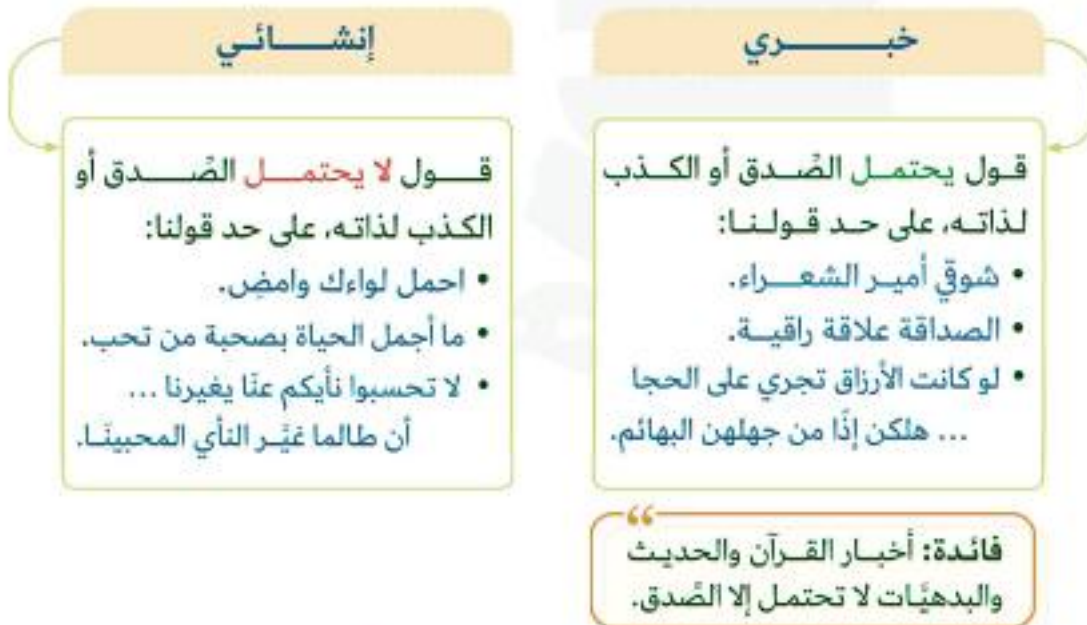 خبري
قول يحتمل الصِّدق أو الكذب
لذاته، على حد قولنا:
• شوقي أمير الشعراء.
• الصداقة علاقة راقية.
• لو كانت الأرزاق تجري على الحجا
... هلكن إذًا من جهلهن البهائم.
فائدة: أخبار القرآن والحديث
والبدهيَّات لا تحتمل إلا الصِّدق.
إنشائي
قول لا يحتمل الصِّدق أو
الكذب لذاته، على حد قولنا:
• احمل لواءك وامضِ.
• ما أجمل الحياة بصحبة من تحب.
• لا تحسبوا نأيكم عنّا يغيرنا ...
أن طالما غيَّر النأي المحبينَا.